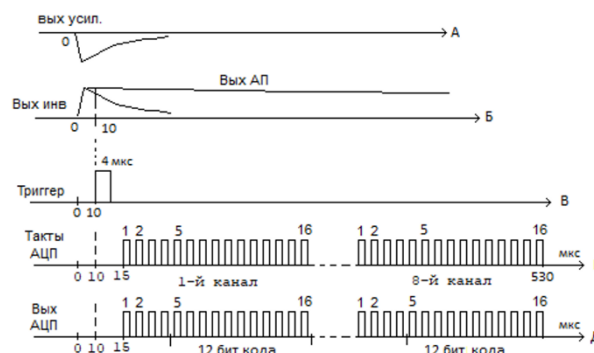 вых усил.
0
А
Вых АП
Вых инв
0 10
Б
4 мкс
Триггер
0 10
В
1 2 5 16 1 2 5 16
Такты АЦП
мкс
0 10 15 1-й канал 8-й канал 530
1 2 5 16 1 2 5 16
Вых АЦП
Д
0 10 15 12 бит кода 12 бит кода